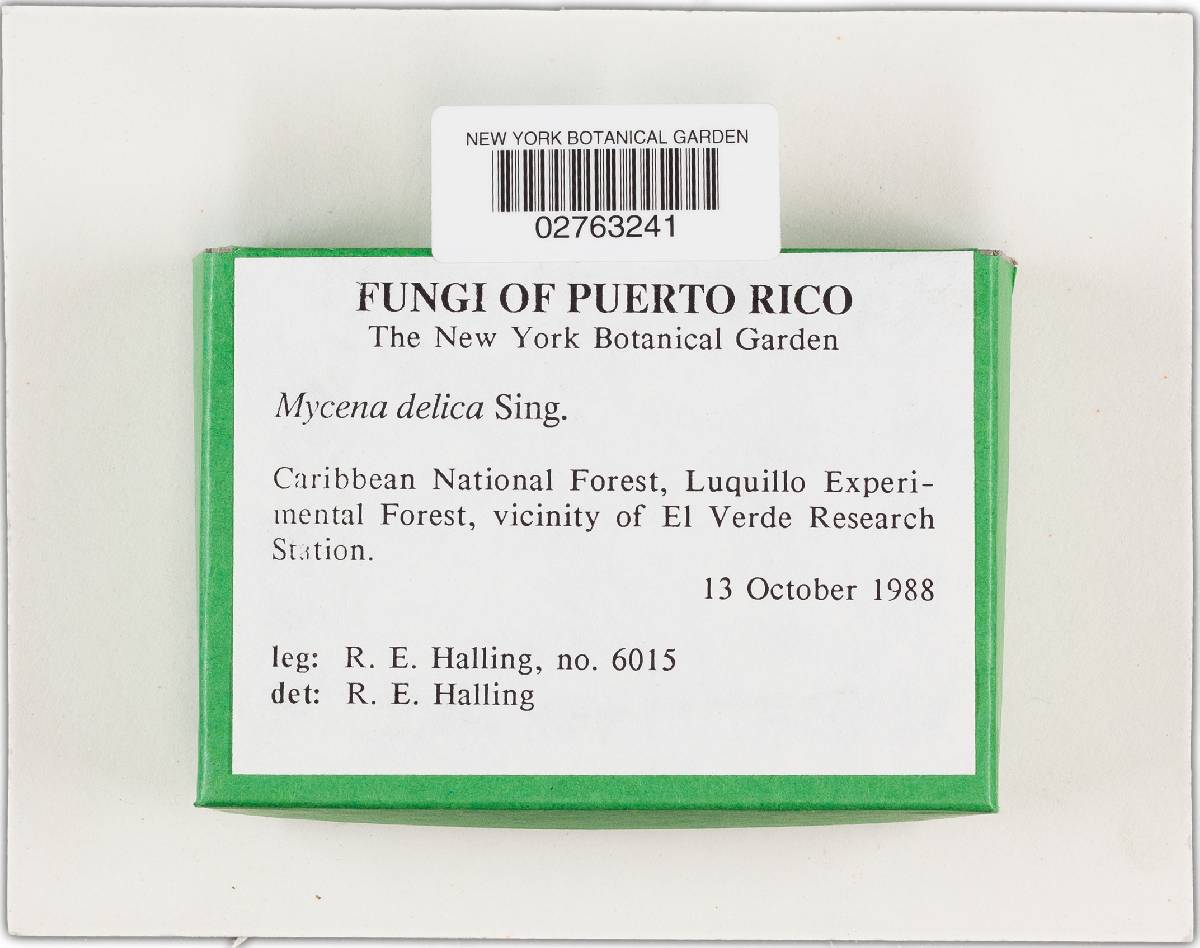 NEW YORK BOTANICAL GARDEN
02763241
FUNGI OF PUERTO RICO
The New York Botanical Garden
Mycena delica Sing.
Caribbean National Forest, Luquillo Experi-
mental Forest, vicinity of El Verde Research
Station.
13 October 1988
leg: R. E. Halling, no. 6015
det: R. E. Halling